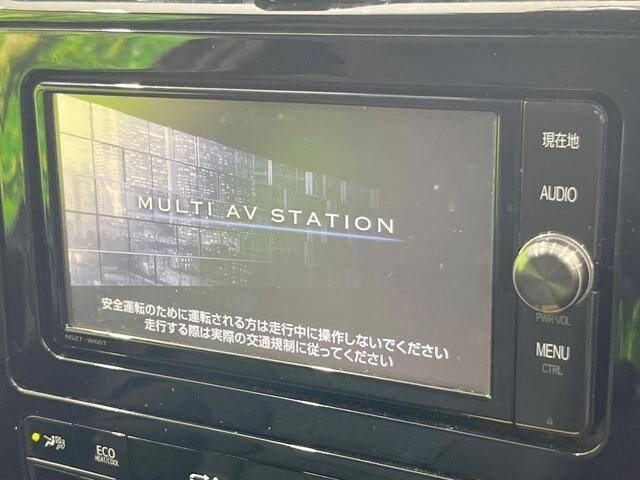 現在地
AUDIO
MULTI AV STATION
PWR-VOL
安全運転のために運転される方は走行中に操作しないでください
走行する際は実際の交通規制に従ってください
NSZT-W66T
MENU
CTRL
ECO
HEAT/COOL